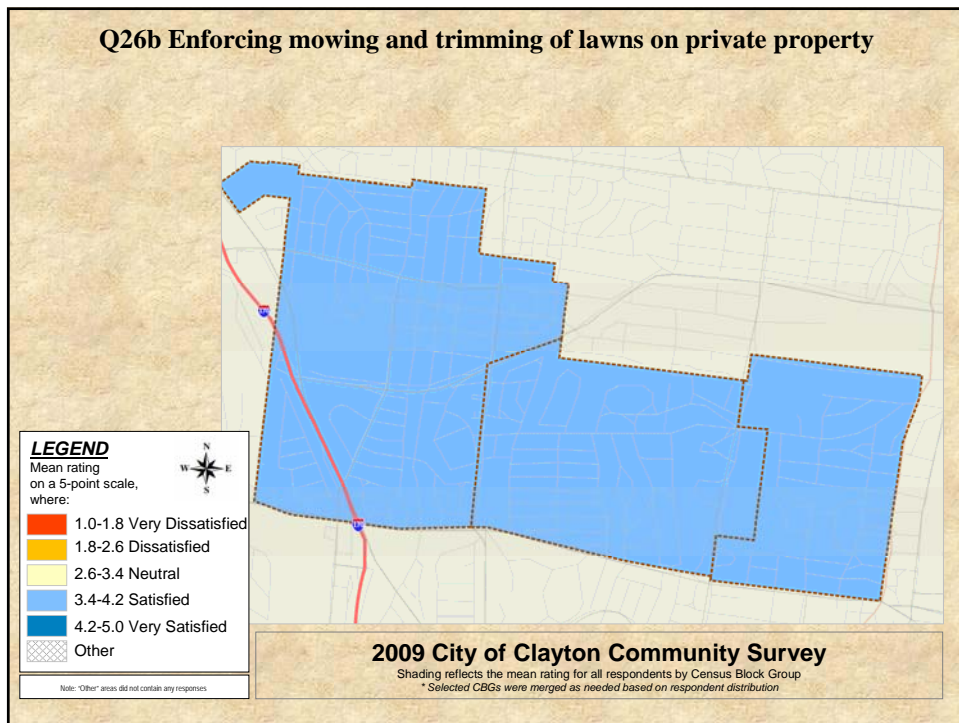 Q26b Enforcing mowing and trimming of lawns on private property
LEGEND
Mean rating
on a 5-point scale,
where:
N
W E
S
1.0-1.8 Very Dissatisfied
1.8-2.6 Dissatisfied
2.6-3.4 Neutral
3.4-4.2 Satisfied
4.2-5.0 Very Satisfied
Other
Note: "Other" areas did not contain any responses
2009 City of Clayton Community Survey
Shading reflects the mean rating for all respondents by Census Block Group
* Selected CBGs were merged as needed based on respondent distribution